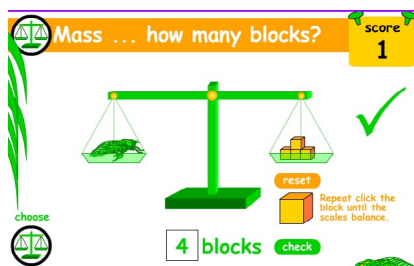 Mass ... how many blocks?
score
1
reset
Repeat click the
block until the
scales balance.
choose
4 blocks
check